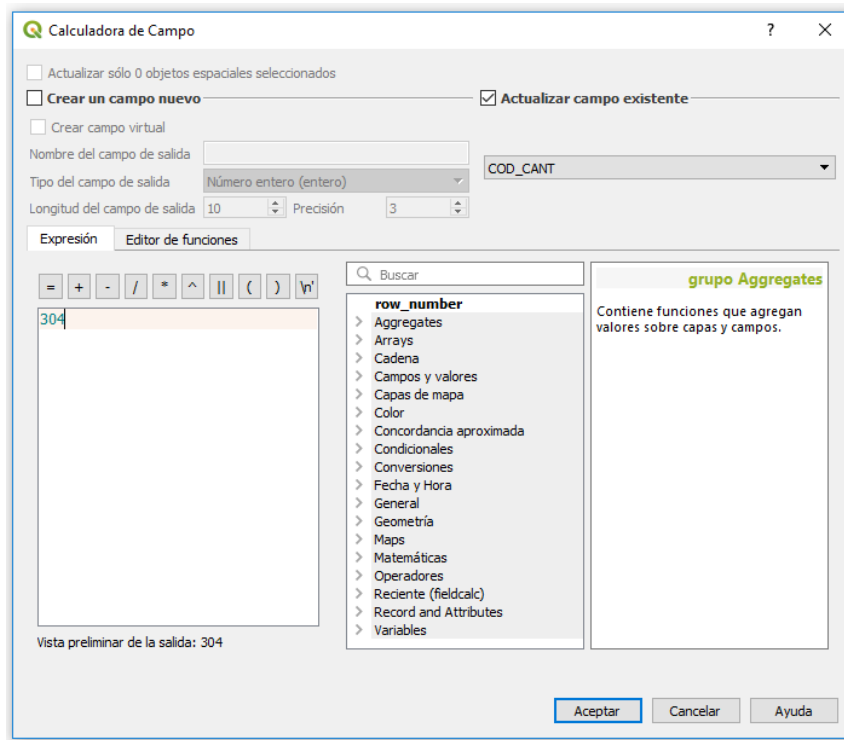 Calculadora de Campo
Actualizar sólo 0 objetos espaciales seleccionados
Crear un campo nuevo
Actualizar campo existente
Crear campo virtual
Nombre del campo de salida
Tipo del campo de salida Número entero (entero)
Longitud del campo de salida 10 Precisión 3
COD_CANT
Expresión Editor de funciones
= + - / * ^ || ( ) \n'
304
Vista preliminar de la salida: 304
Buscar
row_number
Aggregates
Arrays
Cadena
Campos y valores
Capas de mapa
Color
Concordancia aproximada
Condicionales
Conversiones
Fecha y Hora
General
Geometría
Maps
Matemáticas
Operadores
Reciente (fieldcalc)
Record and Attributes
Variables
grupo Aggregates
Contiene funciones que agregan
valores sobre capas y campos.
Aceptar Cancelar Ayuda